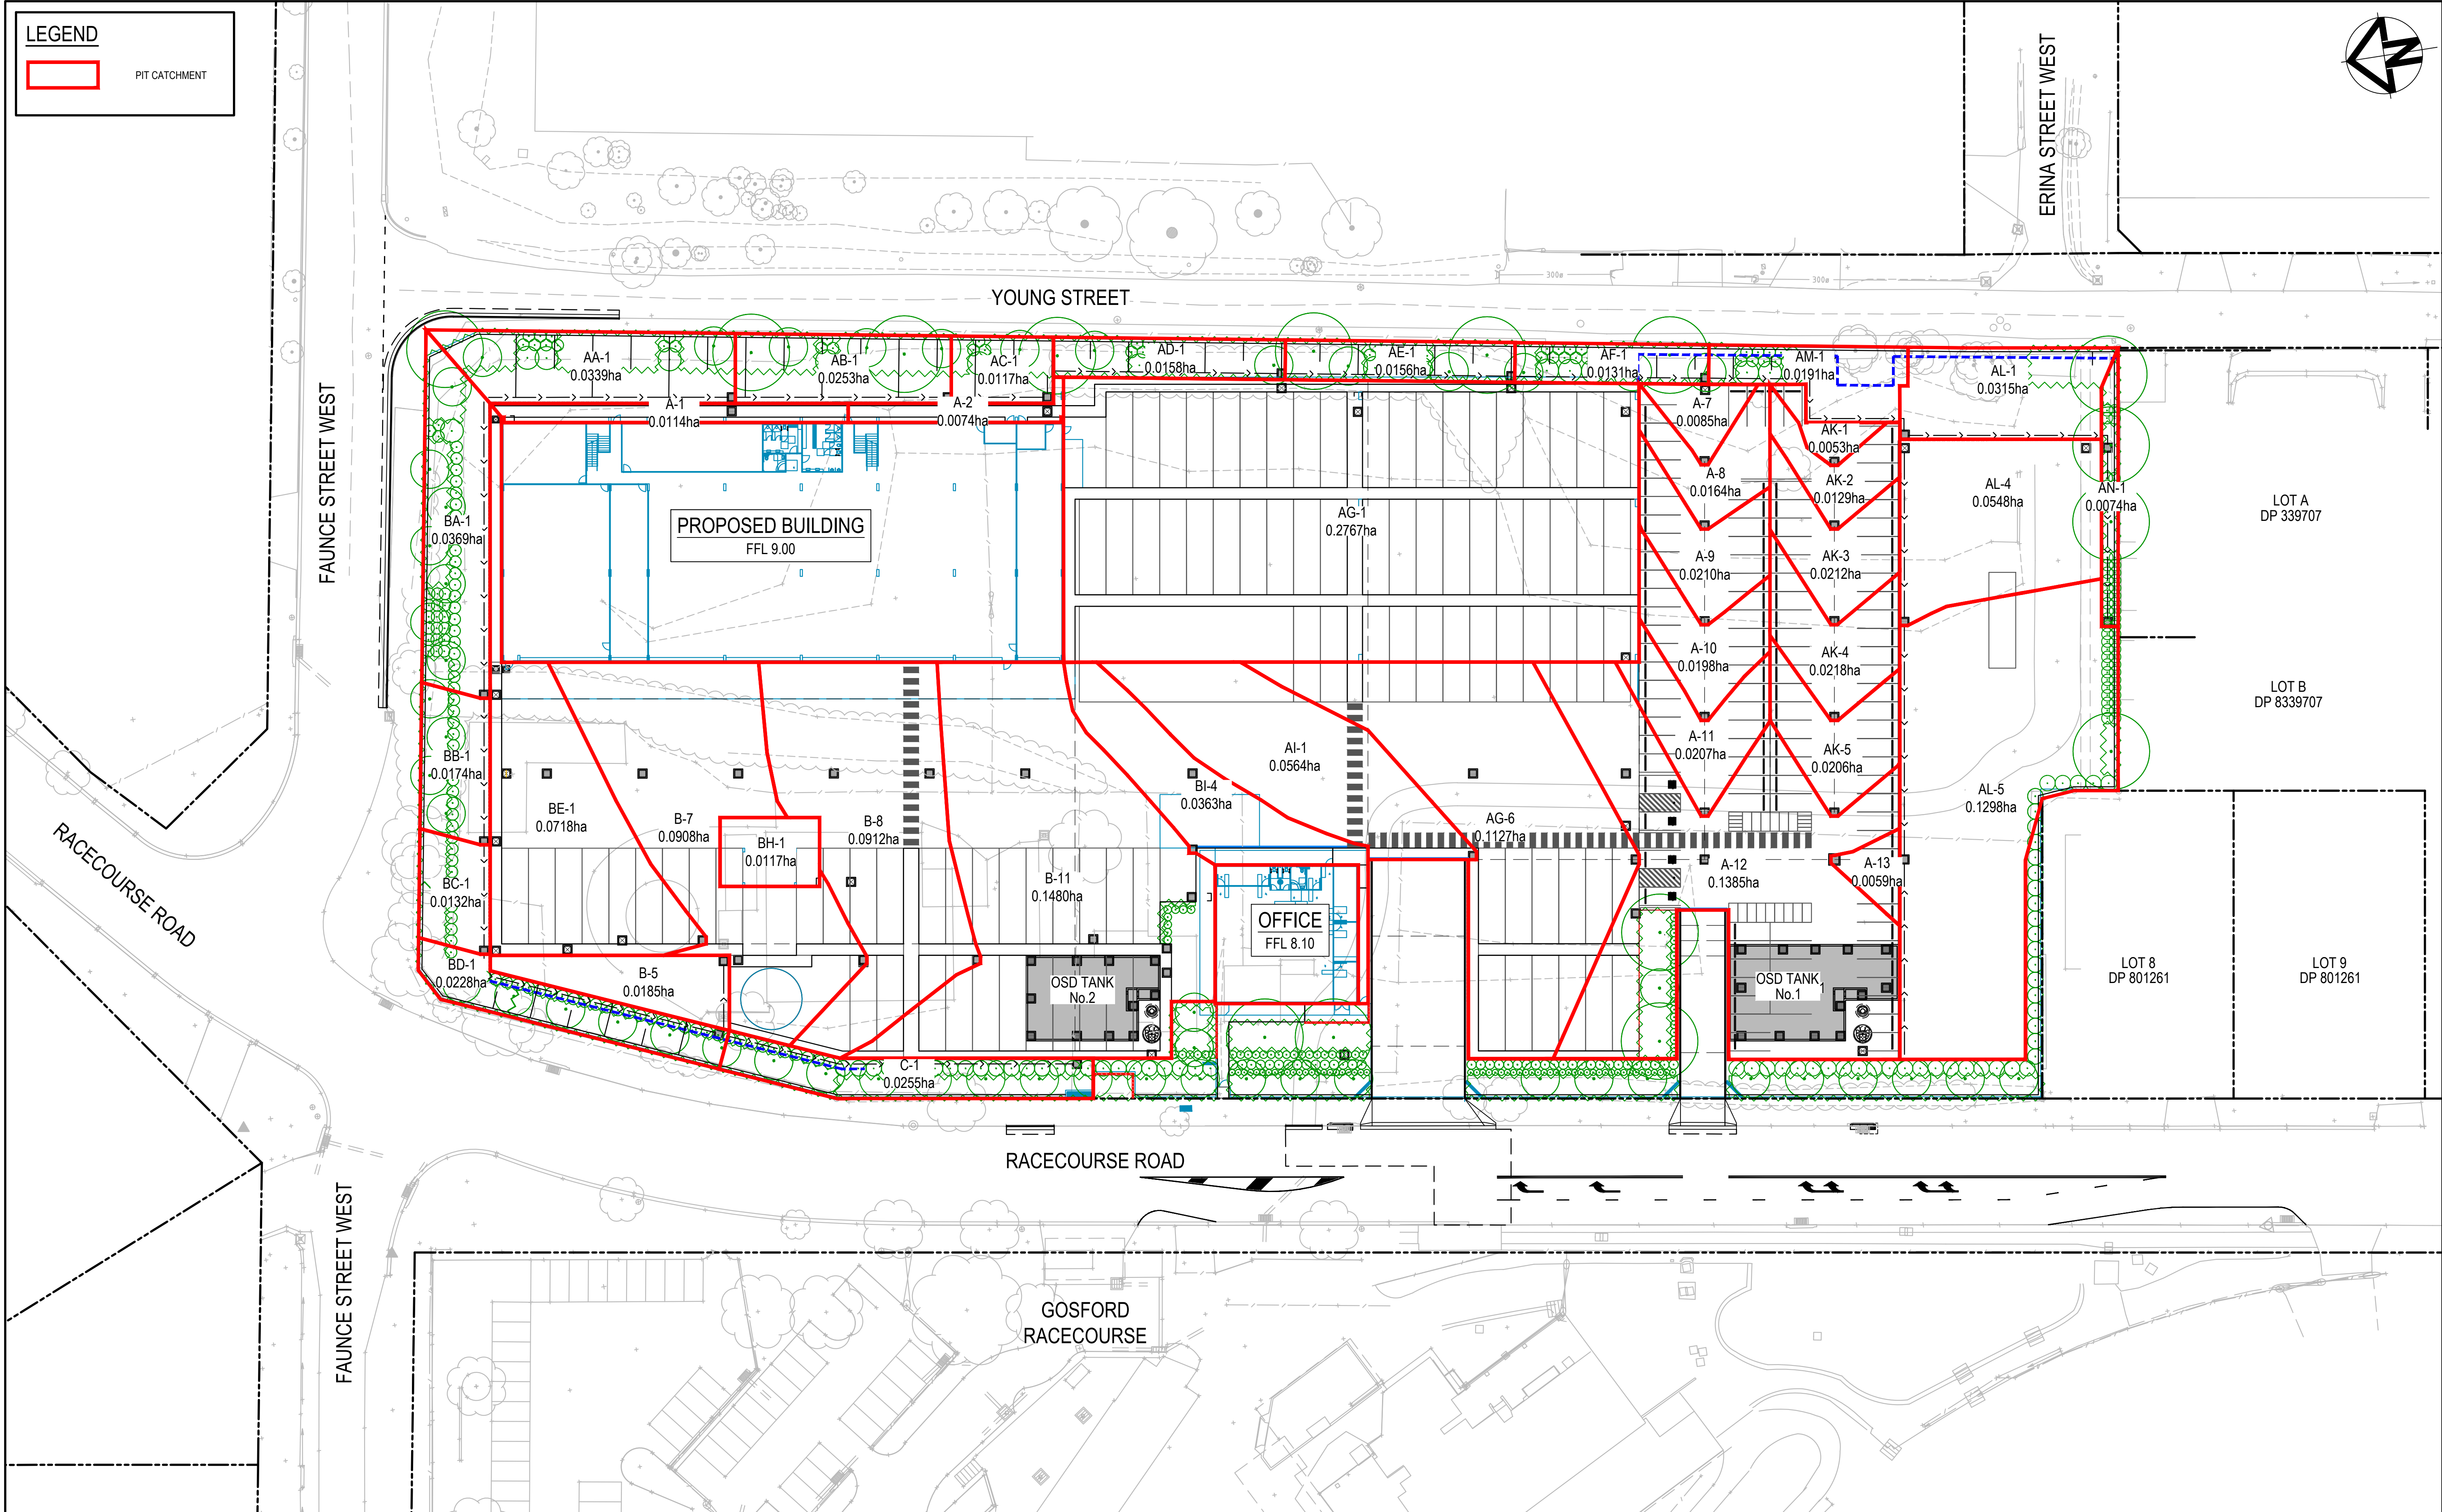 LEGEND
PIT CATCHMENT
N
ERINA STREET WEST
300ø
300ø
YOUNG STREET
FAUNCE STREET WEST
AA-1
0.0339ha
AB-1
0.0253ha
AC-1
0.0117ha
AD-1
0.0158ha
AE-1
0.0156ha
AF-1
0.0131ha
AM-1
0.0191ha
AL-1
0.0315ha
A-1
0.0114ha
A-2
0.0074ha
A-7
0.0085ha
AK-1
0.0053ha
A-8
0.0164ha
AK-2
0.0129ha
AL-4
0.0548ha
AN-1
0.0074ha
LOT A
DP 339707
BA-1
0.0369ha
PROPOSED BUILDING
FFL 9.00
AG-1
0.2767ha
A-9
0.0210ha
AK-3
0.0212ha
A-10
0.0198ha
AK-4
0.0218ha
LOT B
DP 8339707
A-11
0.0207ha
AK-5
0.0206ha
BB-1
0.0174ha
AI-1
0.0564ha
BI-4
0.0363ha
AL-5
0.1298ha
BE-1
0.0718ha
B-7
0.0908ha
BH-1
0.0117ha
B-8
0.0912ha
AG-6
0.1127ha
RACECOURSE ROAD
BC-1
0.0132ha
B-11
0.1480ha
A-12
0.1385ha
A-13
0.0059ha
OFFICE
FFL 8.10
BD-1
0.0228ha
B-5
0.0185ha
OSD TANK
No.2
OSD TANK
No.1
1
LOT 8
DP 801261
LOT 9
DP 801261
C-1
0.0255ha
RACECOURSE ROAD
FAUNCE STREET WEST
GOSFORD
RACECOURSE